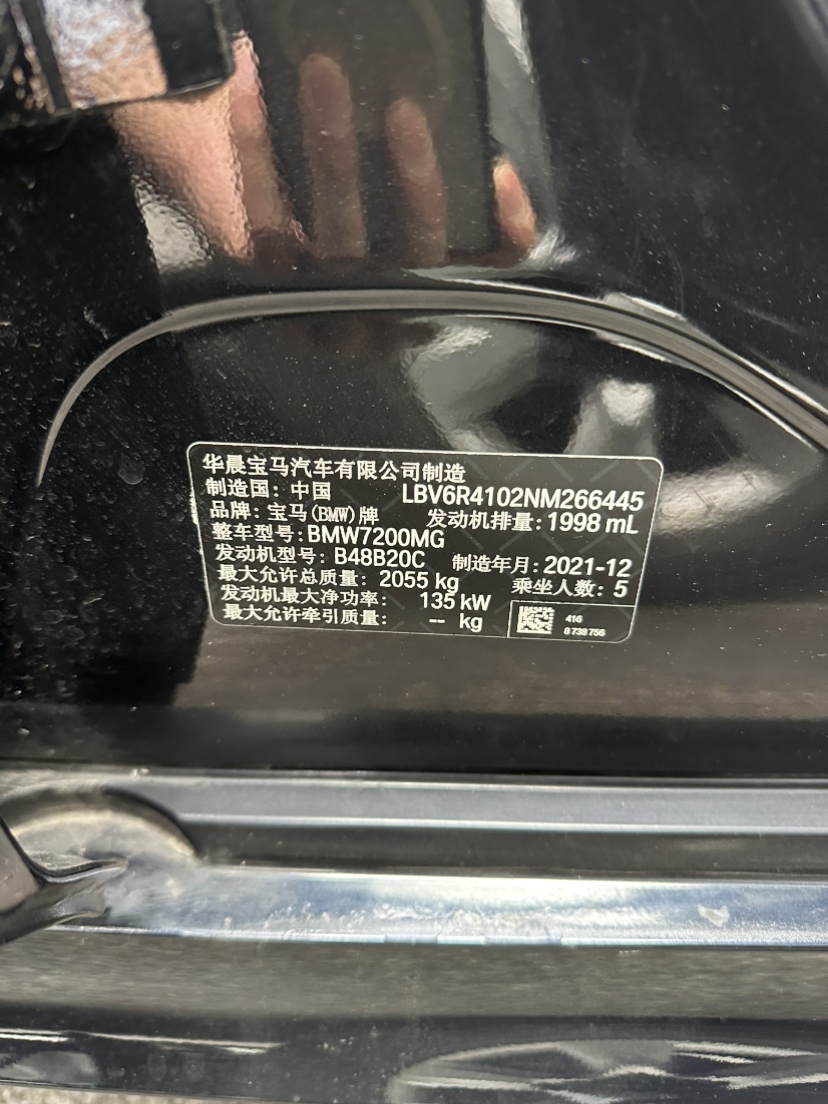 华晨宝马汽车有限公司制造
制造国: 中国 LBV6R4102NM266445
品牌: 宝马(BMW)牌 发动机排量: 1998 mL
整车型号: BMW7200MG
发动机型号: B48B20C 制造年月: 2021-12
最大允许总质量: 2055 kg 乘坐人数: 5
发动机最大净功率: 135 kW
最大允许牵引质量: -- kg
416
8 738 756